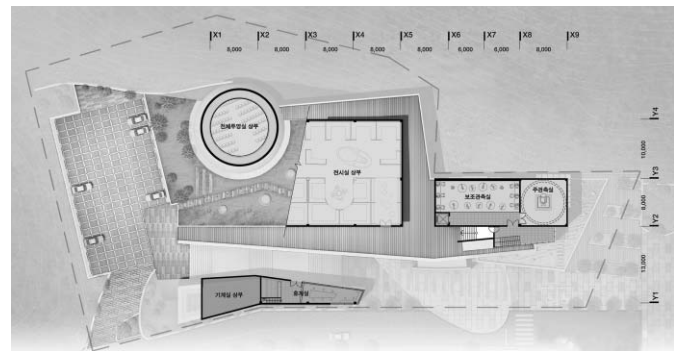 X1 X2 X3 X4 X5 X6 X7 X8 X9
8,000 8,000 8,000 8,000 8,000 6,000 6,000 8,000
Y4
10,000
천체투영실 상부
전시실 상부
Y3
주관측실
보조관측실
8,000
Y2
13,000
기계실 상부
Y1